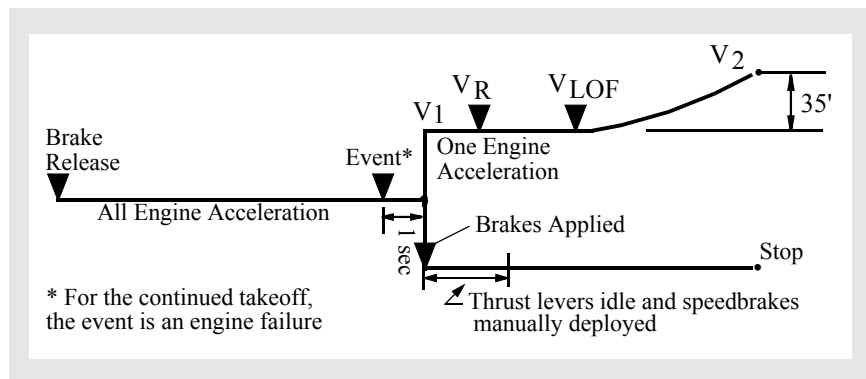 V2
VR
VLOF
V1
35'
Brake
Release
Event*
One Engine
Acceleration
All Engine Acceleration
1 sec
Brakes Applied
Stop
* For the continued takeoff,
the event is an engine failure
Thrust levers idle and speedbrakes
manually deployed